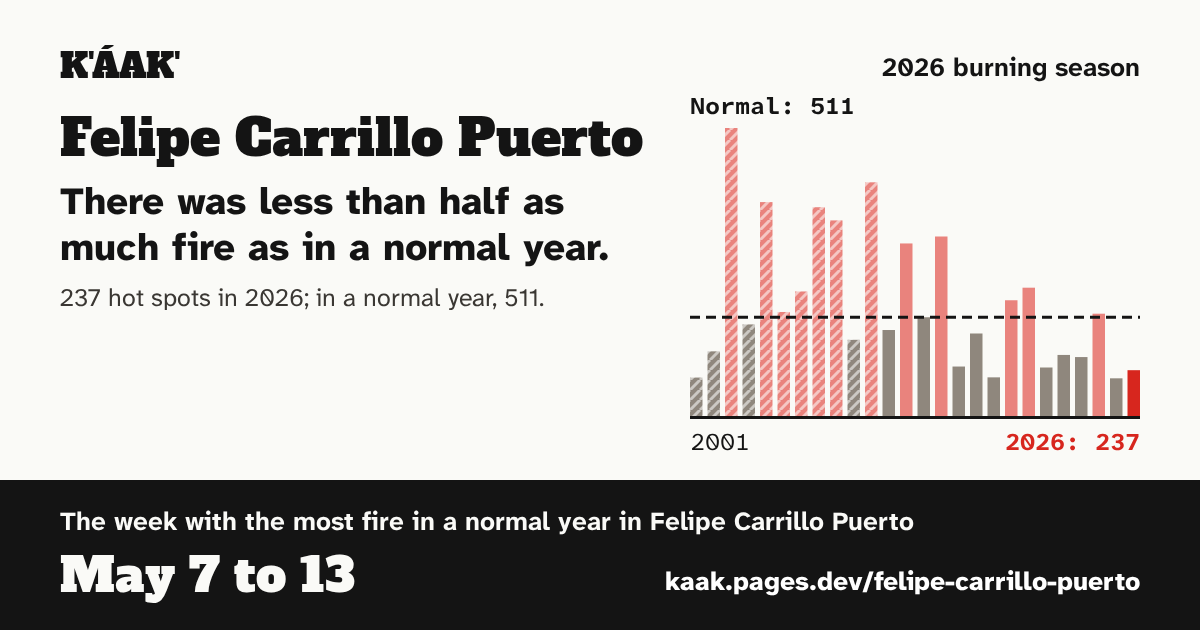 K'ÁAK'
2026 burning season
Felipe Carrillo Puerto
There was less than half as
much fire as in a normal year.
237 hot spots in 2026; in a normal year, 511.
Normal: 511
2001
2026: 237
The week with the most fire in a normal year in Felipe Carrillo Puerto
May 7 to 13
kaak.pages.dev/felipe-carrillo-puerto